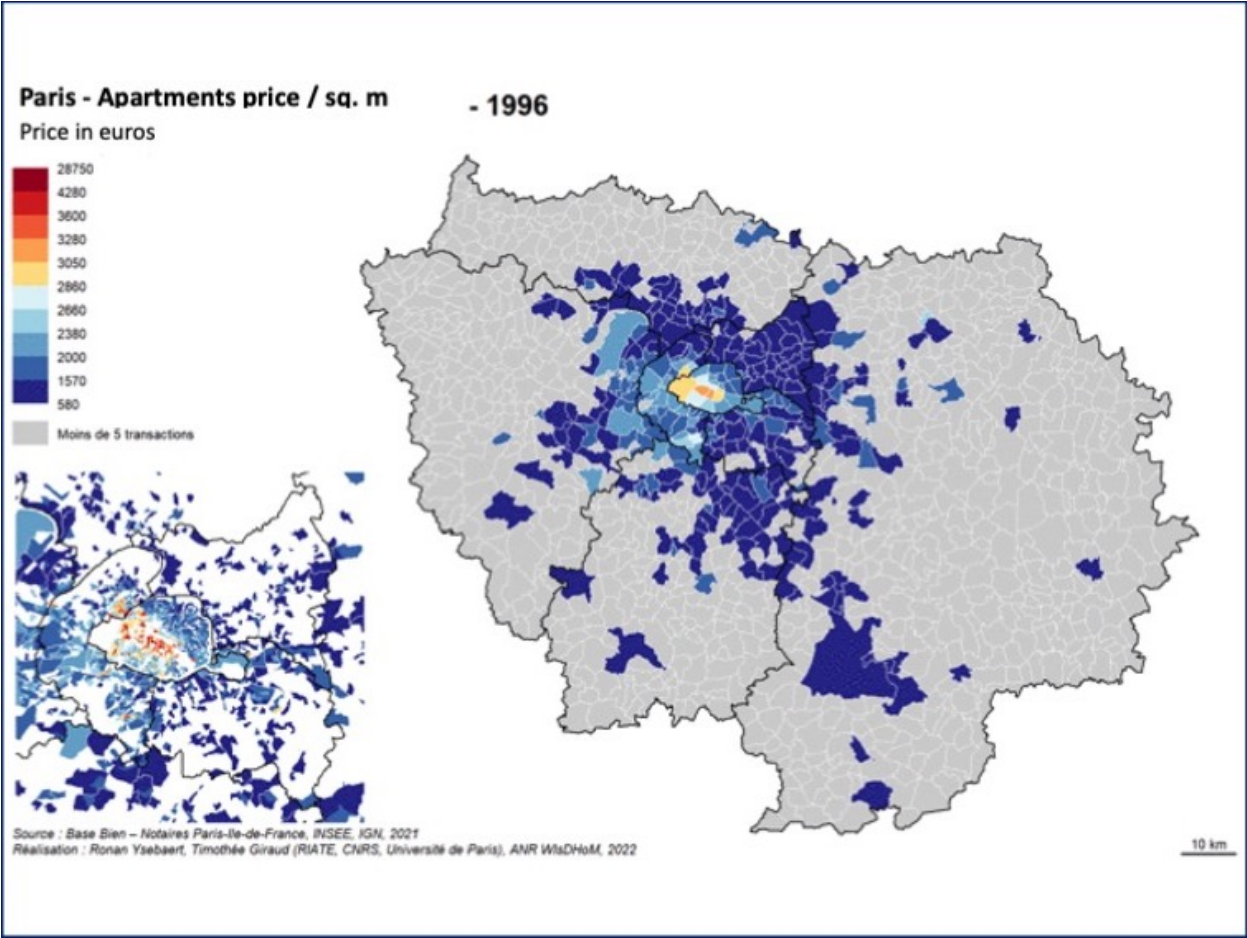 Paris - Apartments price / sq. m
- 1996
Price in euros
28750
4280
3600
3280
3050
2860
2660
2380
2000
1570
580
Moins de 5 transactions
Source : Base Bien – Notaires Paris-Ile-de-France, INSEE, IGN, 2021
Réalisation : Ronan Ysebaert, Timothée Giraud (RIATE, CNRS, Université de Paris), ANR WIsDHoM, 2022
10 km